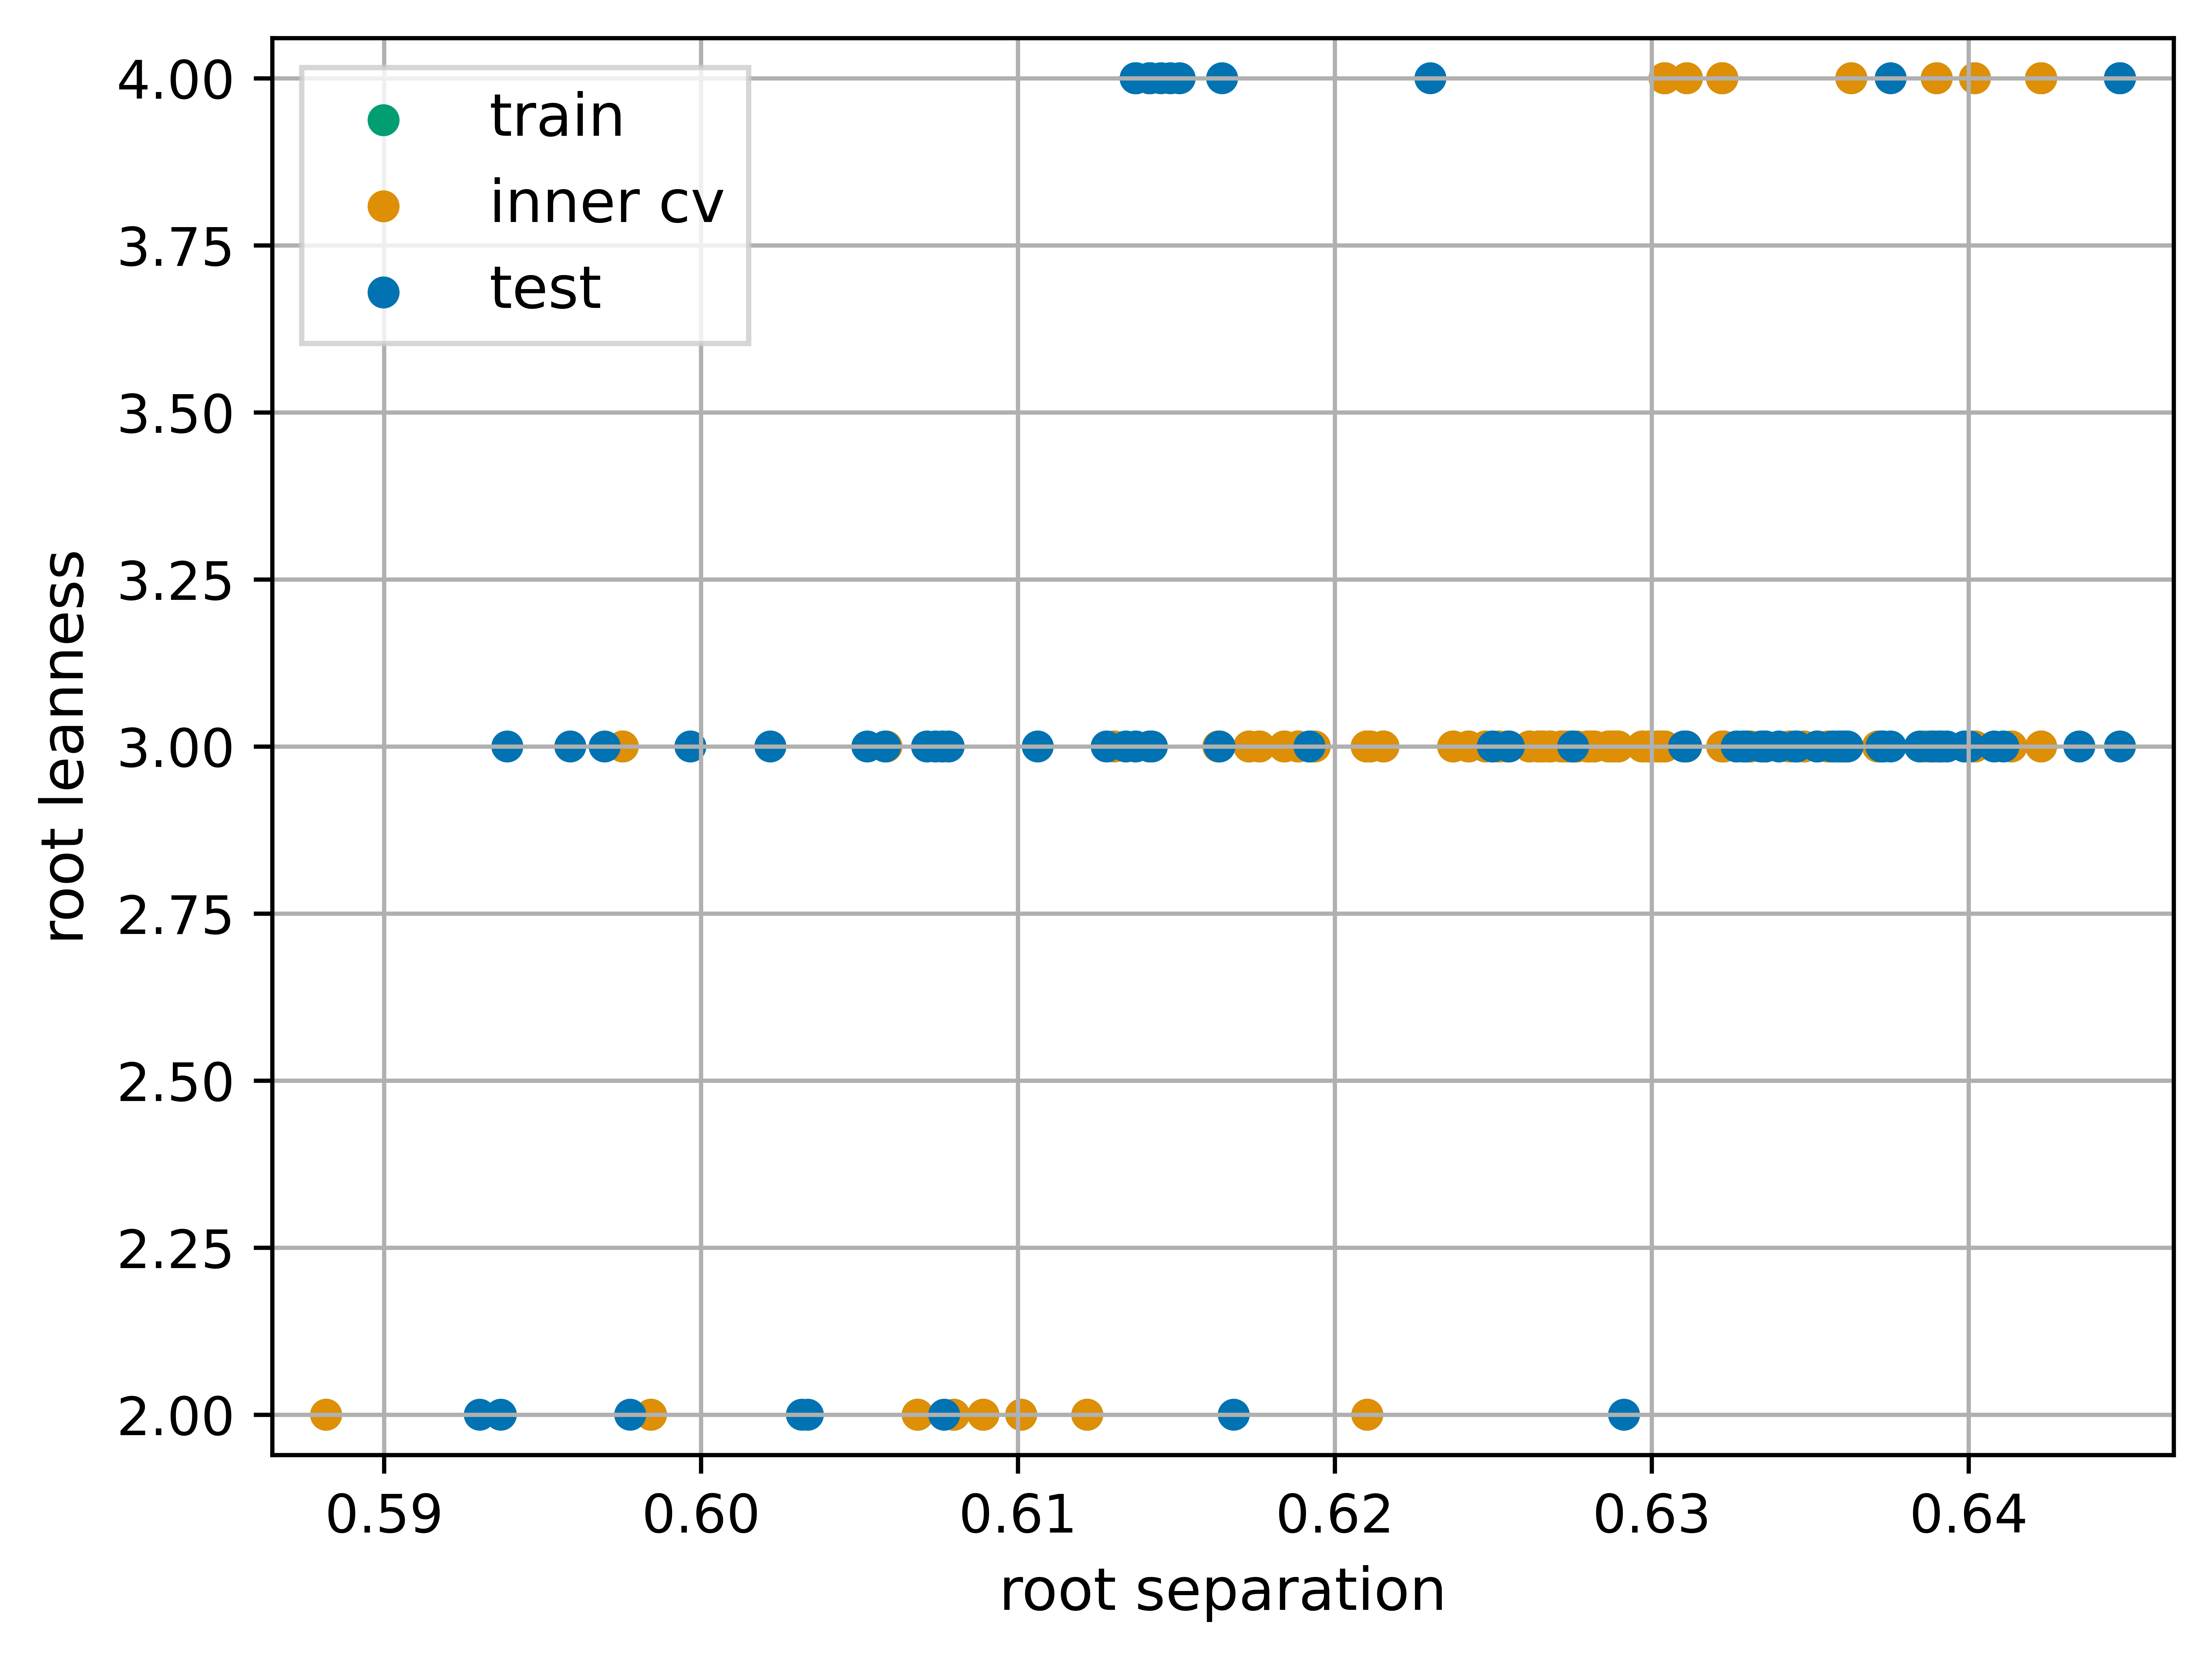 4.00
3.75
3.50
3.25
3.00
2.75
2.50
2.25
2.00
root leanness
train
inner cv
test
0.59 0.60 0.61 0.62 0.63 0.64
root separation